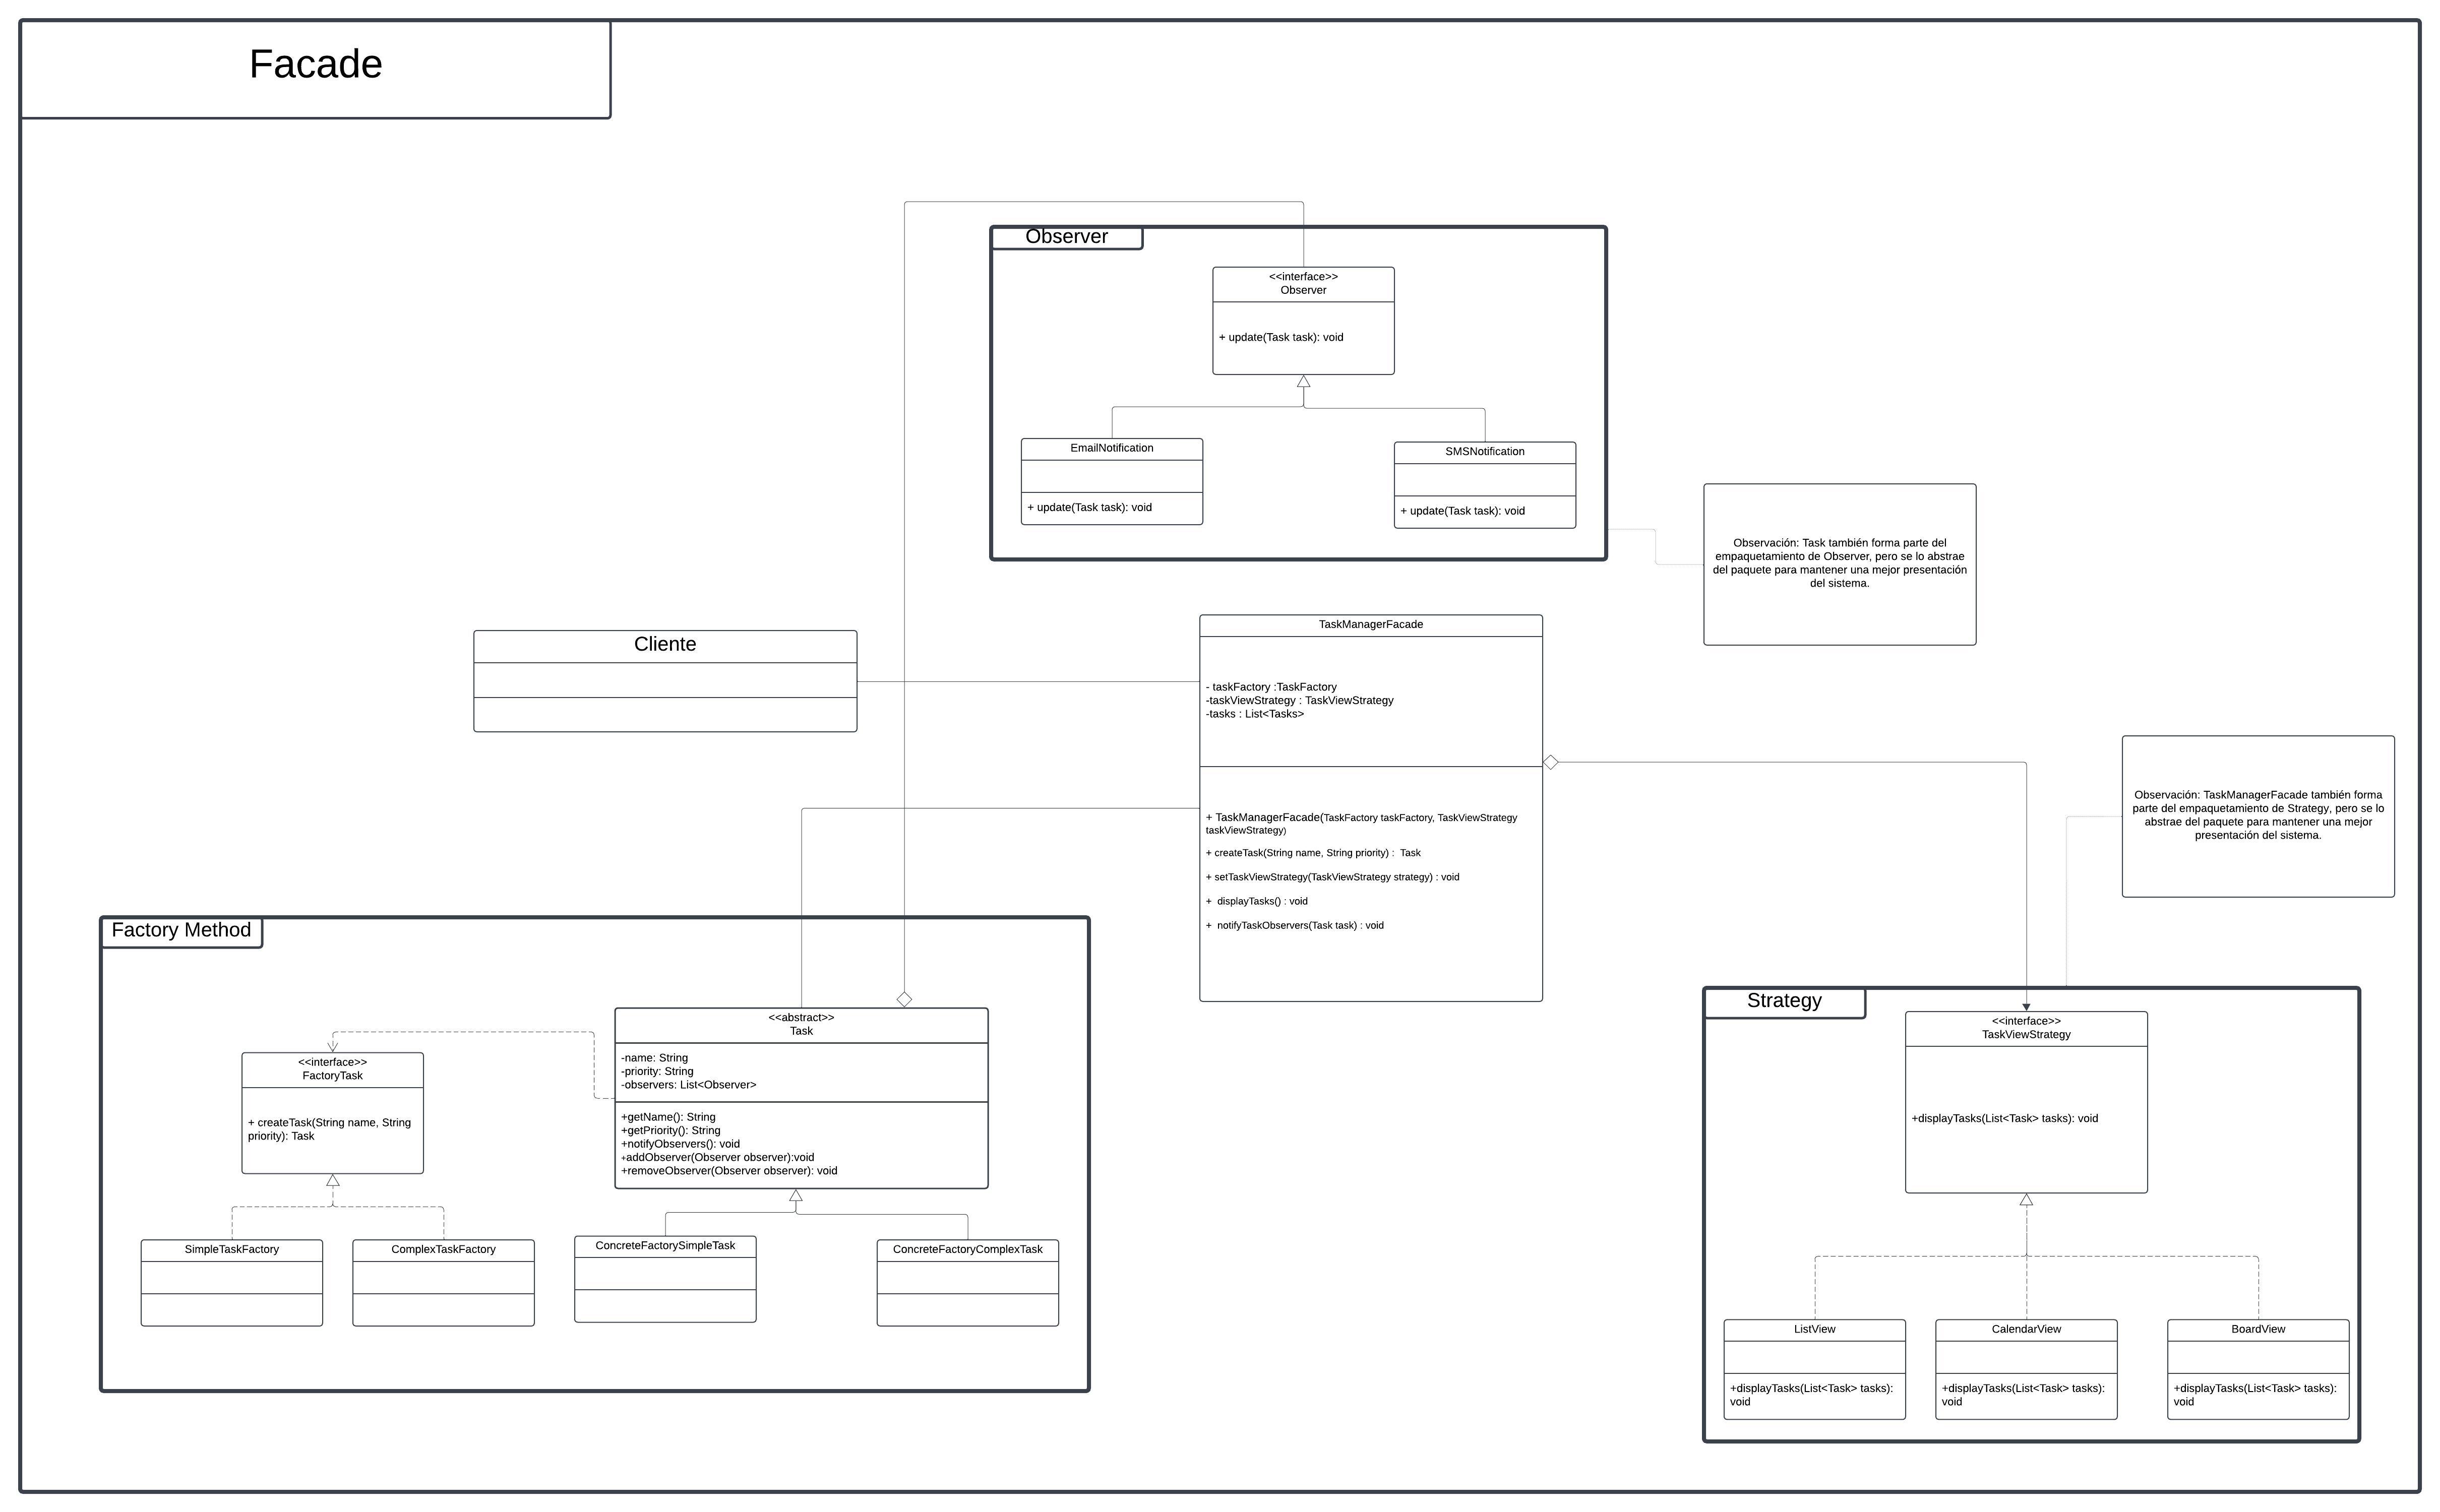 Facade
Observer
<<interface>>
Observer
+ update(Task task): void
EmailNotification
+ update(Task task): void
SMSNotification
+ update(Task task): void
Observación: Task también forma parte del
empaquetamiento de Observer, pero se lo abstrae
del paquete para mantener una mejor presentación
del sistema.
Cliente
TaskManagerFacade
- taskFactory :TaskFactory
-taskViewStrategy : TaskViewStrategy
-tasks : List<Tasks>
+ TaskManagerFacade(TaskFactory taskFactory, TaskViewStrategy
taskViewStrategy)
+ createTask(String name, String priority) :  Task
+ setTaskViewStrategy(TaskViewStrategy strategy) : void
+  displayTasks() : void
+  notifyTaskObservers(Task task) : void
Observación: TaskManagerFacade también forma
parte del empaquetamiento de Strategy, pero se lo
abstrae del paquete para mantener una mejor
presentación del sistema.
Factory Method
<<interface>>
FactoryTask
+ createTask(String name, String
priority): Task
<<abstract>>
Task
-name: String
-priority: String
-observers: List<Observer>
+getName(): String
+getPriority(): String
+notifyObservers(): void
+addObserver(Observer observer):void
+removeObserver(Observer observer): void
SimpleTaskFactory
ComplexTaskFactory
ConcreteFactorySimpleTask
ConcreteFactoryComplexTask
Strategy
<<interface>>
TaskViewStrategy
+displayTasks(List<Task> tasks): void
ListView
+displayTasks(List<Task> tasks):
void
CalendarView
+displayTasks(List<Task> tasks):
void
BoardView
+displayTasks(List<Task> tasks):
void